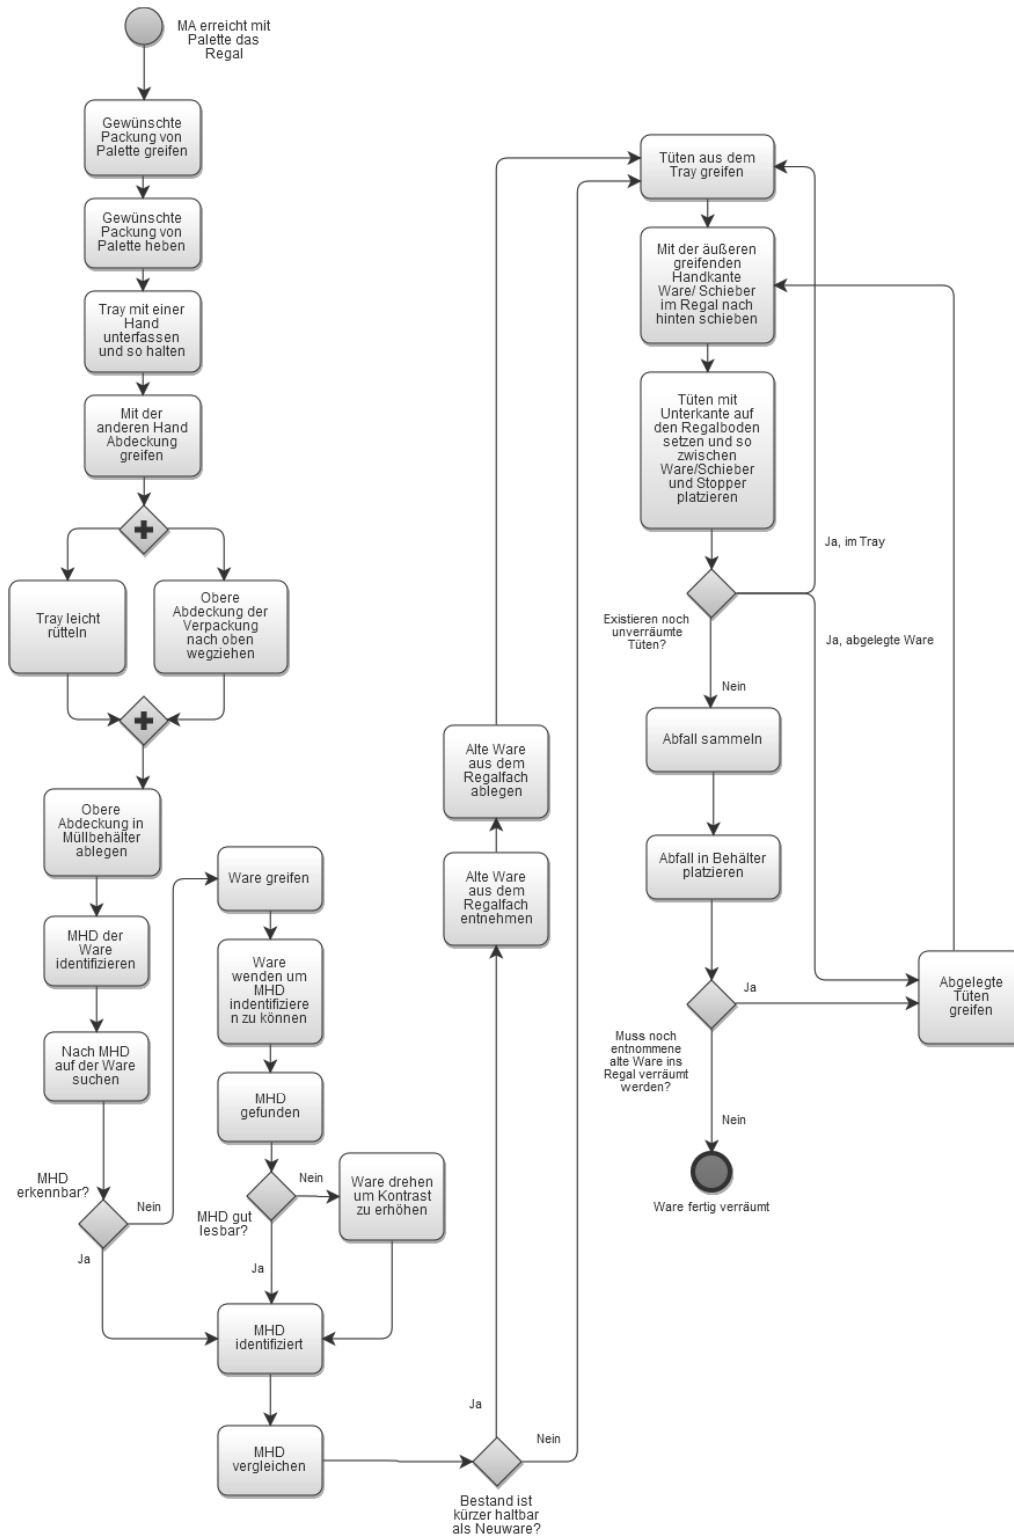 MA erreicht mit
Palette das
Regal
Gewünschte
Packung von
Palette greifen
Gewünschte
Packung von
Palette heben
Tray mit einer
Hand
unterfassen
und so halten
Mit der
anderen Hand
Abdeckung
greifen
Tray leicht
rütteln
Obere
Abdeckung der
Verpackung
nach oben
wegziehen
Obere
Abdeckung in
Müllbehälter
ablegen
MHD der
Ware
identifizieren
Nach MHD
auf der Ware
suchen
MHD
erkennbar?
Nein
Ja
Ware greifen
Ware
wenden um
MHD
indentifiziere
n zu können
MHD
gefunden
MHD gut
lesbar?
Nein
Ja
Ware drehen
um Kontrast
zu erhöhen
MHD
identifiziert
MHD
vergleichen
Bestand ist
kürzer haltbar
als Neuware?
Ja
Nein
Alte Ware
aus dem
Regalfach
entnehmen
Alte Ware
aus dem
Regalfach
ablegen
Tüten aus dem
Tray greifen
Mit der äußeren
greifenden
Handkante
Ware/ Schieber
im Regal nach
hinten schieben
Tüten mit
Unterkante auf
den Regalboden
setzen und so
zwischen
Ware/Schieber
und Stopper
platzieren
Existieren noch
unverräumte
Tüten?
Ja, im Tray
Ja, abgelegte Ware
Nein
Abfall sammeln
Abfall in Behälter
platzieren
Muss noch
entnommene
alte Ware ins
Regal verräumt
werden?
Ja
Nein
Abgelegte
Tüten
greifen
Ware fertig verräumt